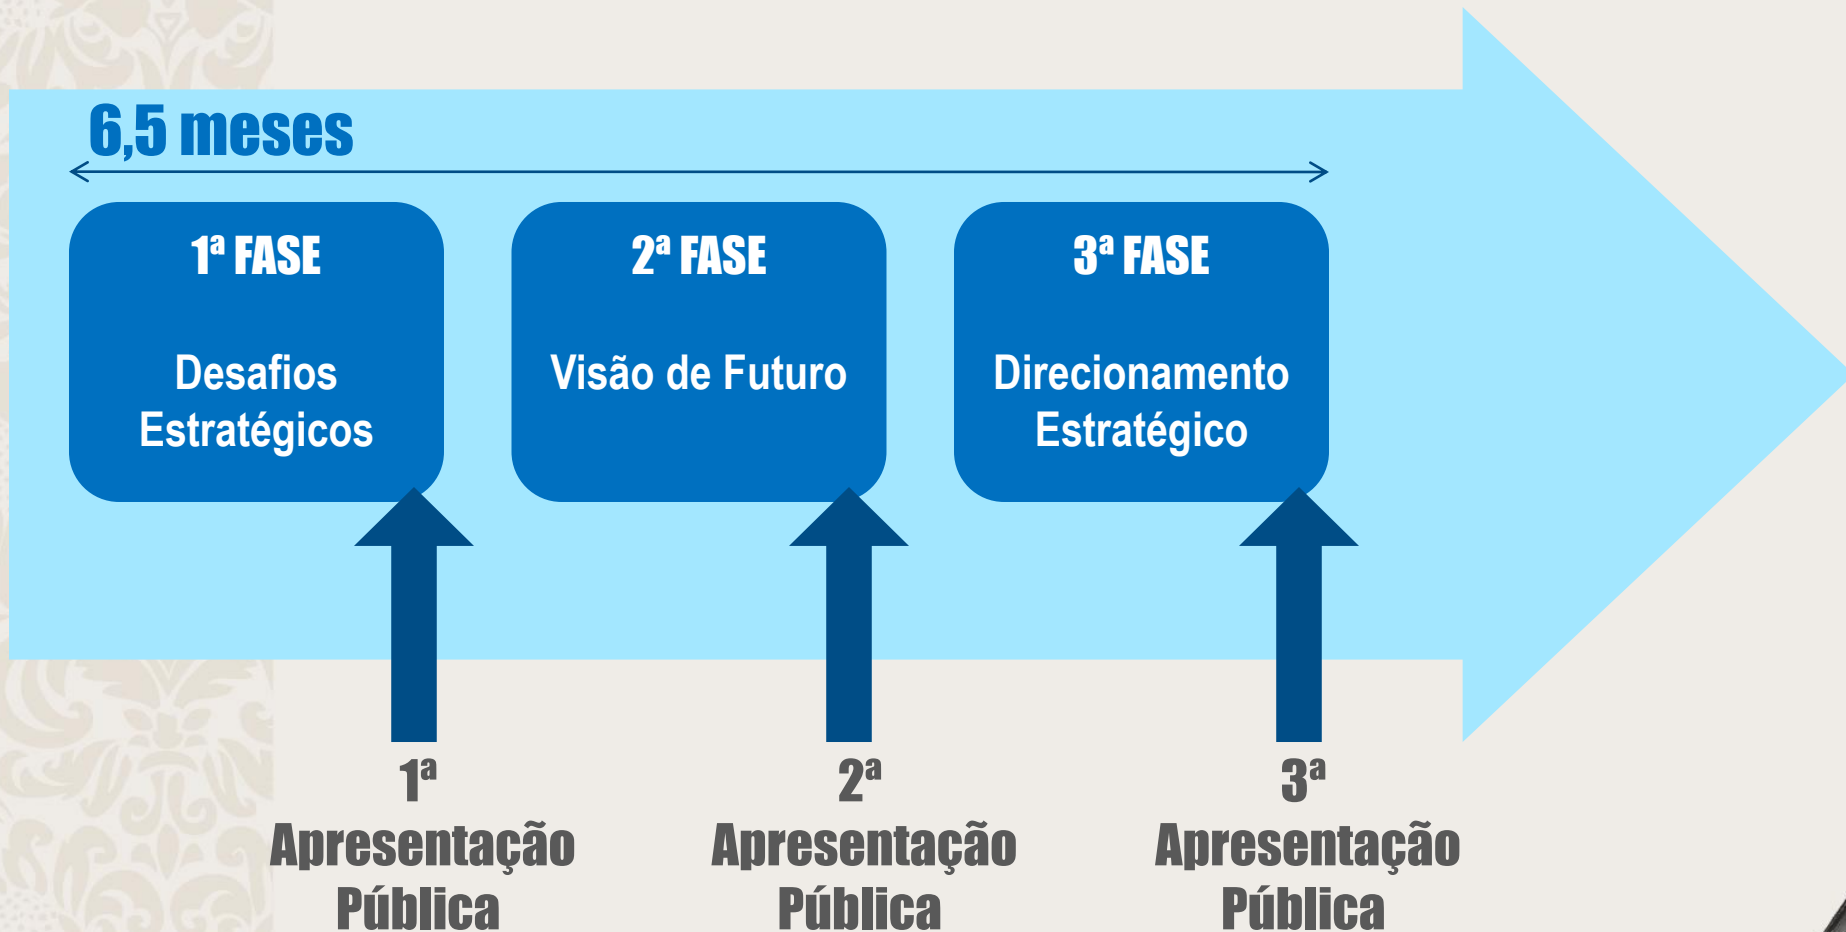 6,5 meses
1ª FASE
Desafios
Estratégicos
2ª FASE
Visão de Futuro
3ª FASE
Direcionamento
Estratégico
1ª
Apresentação
Pública
2ª
Apresentação
Pública
3ª
Apresentação
Pública